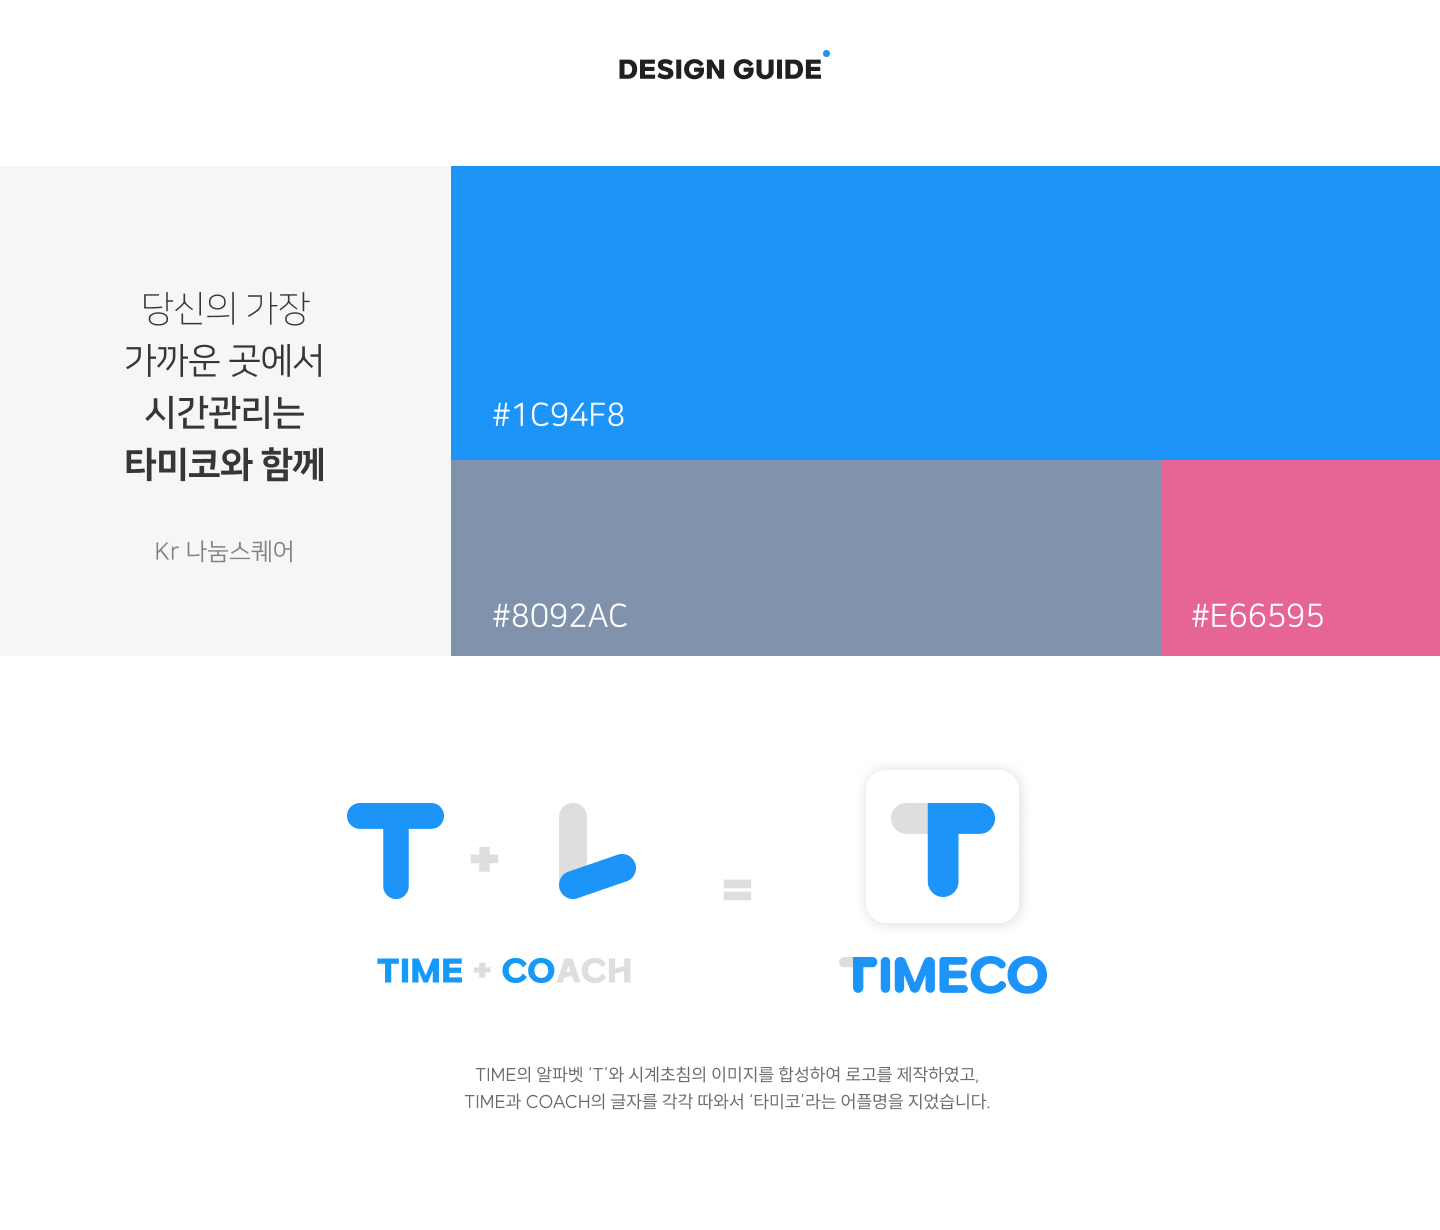 DESIGN GUIDE
당신의 가장
가까운 곳에서
시간관리는
타미코와 함께
Kr 나눔스퀘어
#1C94F8
#8092AC
#E66595
T + L = T
TIME + COACH
TIMECO
TIME의 알파벳 ‘T’와 시계초침의 이미지를 합성하여 로고를 제작하였고,
TIME과 COACH의 글자를 각각 따와서 ‘타미코’라는 어플명을 지었습니다.